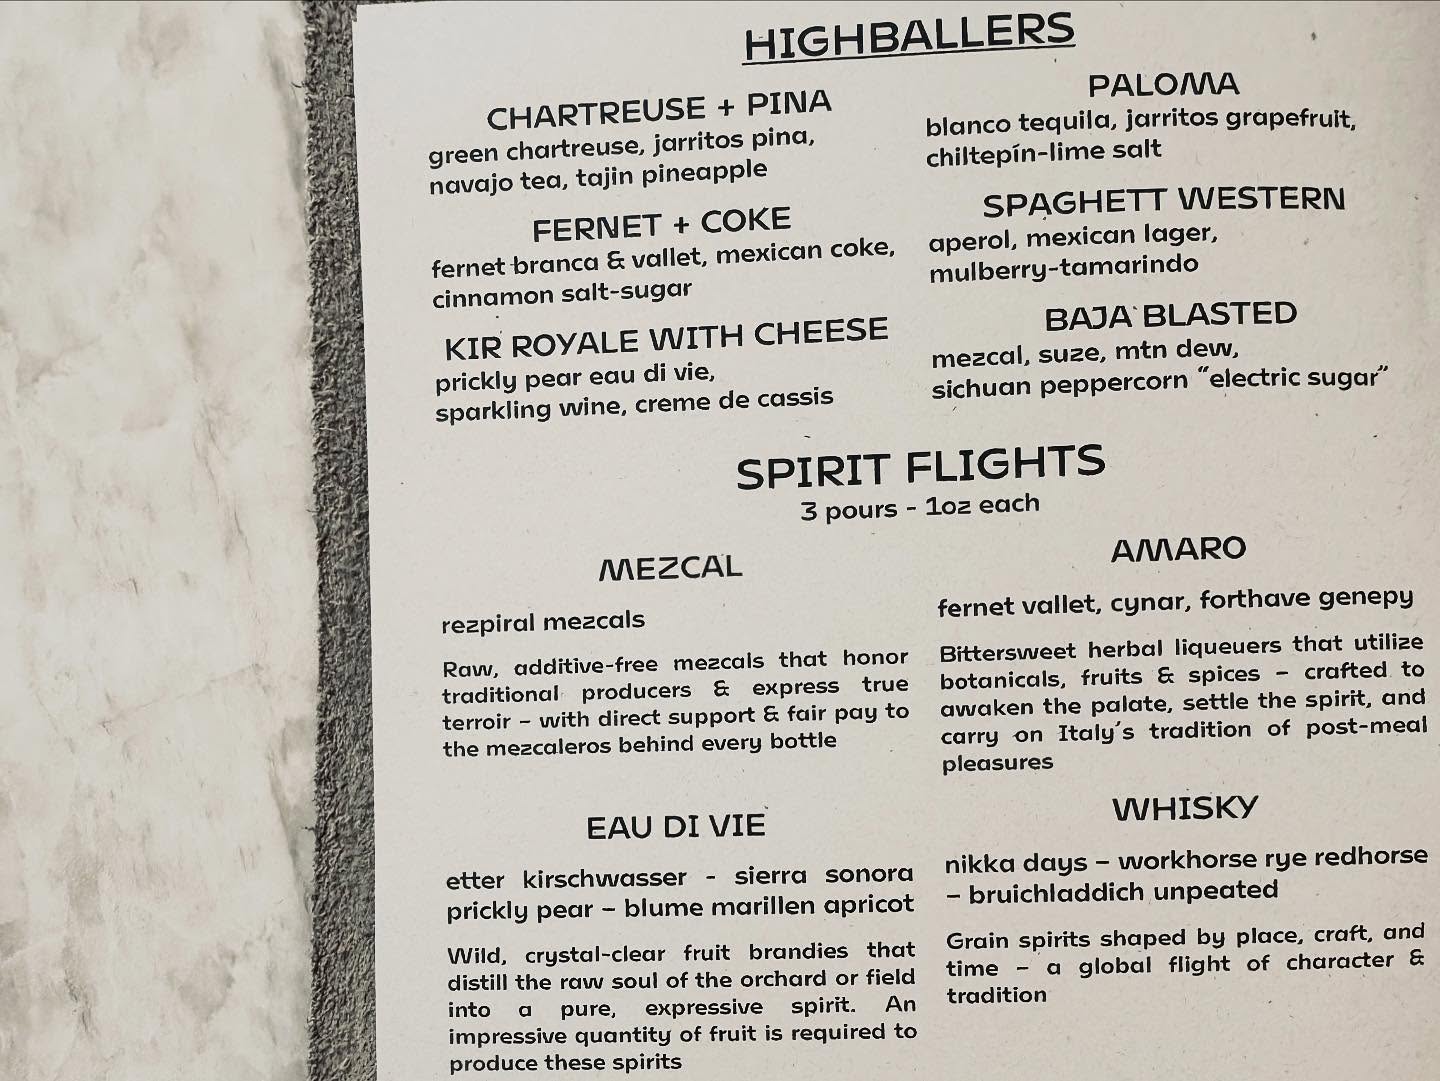 HIGHBALLERS
CHARTREUSE + PINA
green chartreuse, jarritos pina,
navajo tea, tajin pineapple
FERNET + COKE
fernet branca & vallet, mexican coke,
cinnamon salt-sugar
KIR ROYALE WITH CHEESE
prickly pear eau di vie,
sparkling wine, creme de cassis
PALOMA
blanco tequila, jarritos grapefruit,
chiltepín-lime salt
SPAGHETT WESTERN
aperol, mexican lager,
mulberry-tamarindo
BAJA BLASTED
mezcal, suze, mtn dew,
sichuan peppercorn “electric sugar”
SPIRIT FLIGHTS
3 pours - 1oz each
MEZCAL
rezpiral mezcals
Raw, additive-free mezcals that honor
traditional producers & express true
terroir – with direct support & fair pay to
the mezcaleros behind every bottle
EAU DI VIE
etter kirschwasser - sierra sonora
prickly pear – blume marillen apricot
Wild, crystal-clear fruit brandies that
distill the raw soul of the orchard or field
into a pure, expressive spirit. An
impressive quantity of fruit is required to
produce these spirits
AMARO
fernet vallet, cynar, forthave genepy
Bittersweet herbal liqueuers that utilize
botanicals, fruits & spices – crafted to
awaken the palate, settle the spirit, and
carry on Italy's tradition of post-meal
pleasures
WHISKY
nikka days – workhorse rye redhorse
– bruichladdich unpeated
Grain spirits shaped by place, craft, and
time – a global flight of character &
tradition